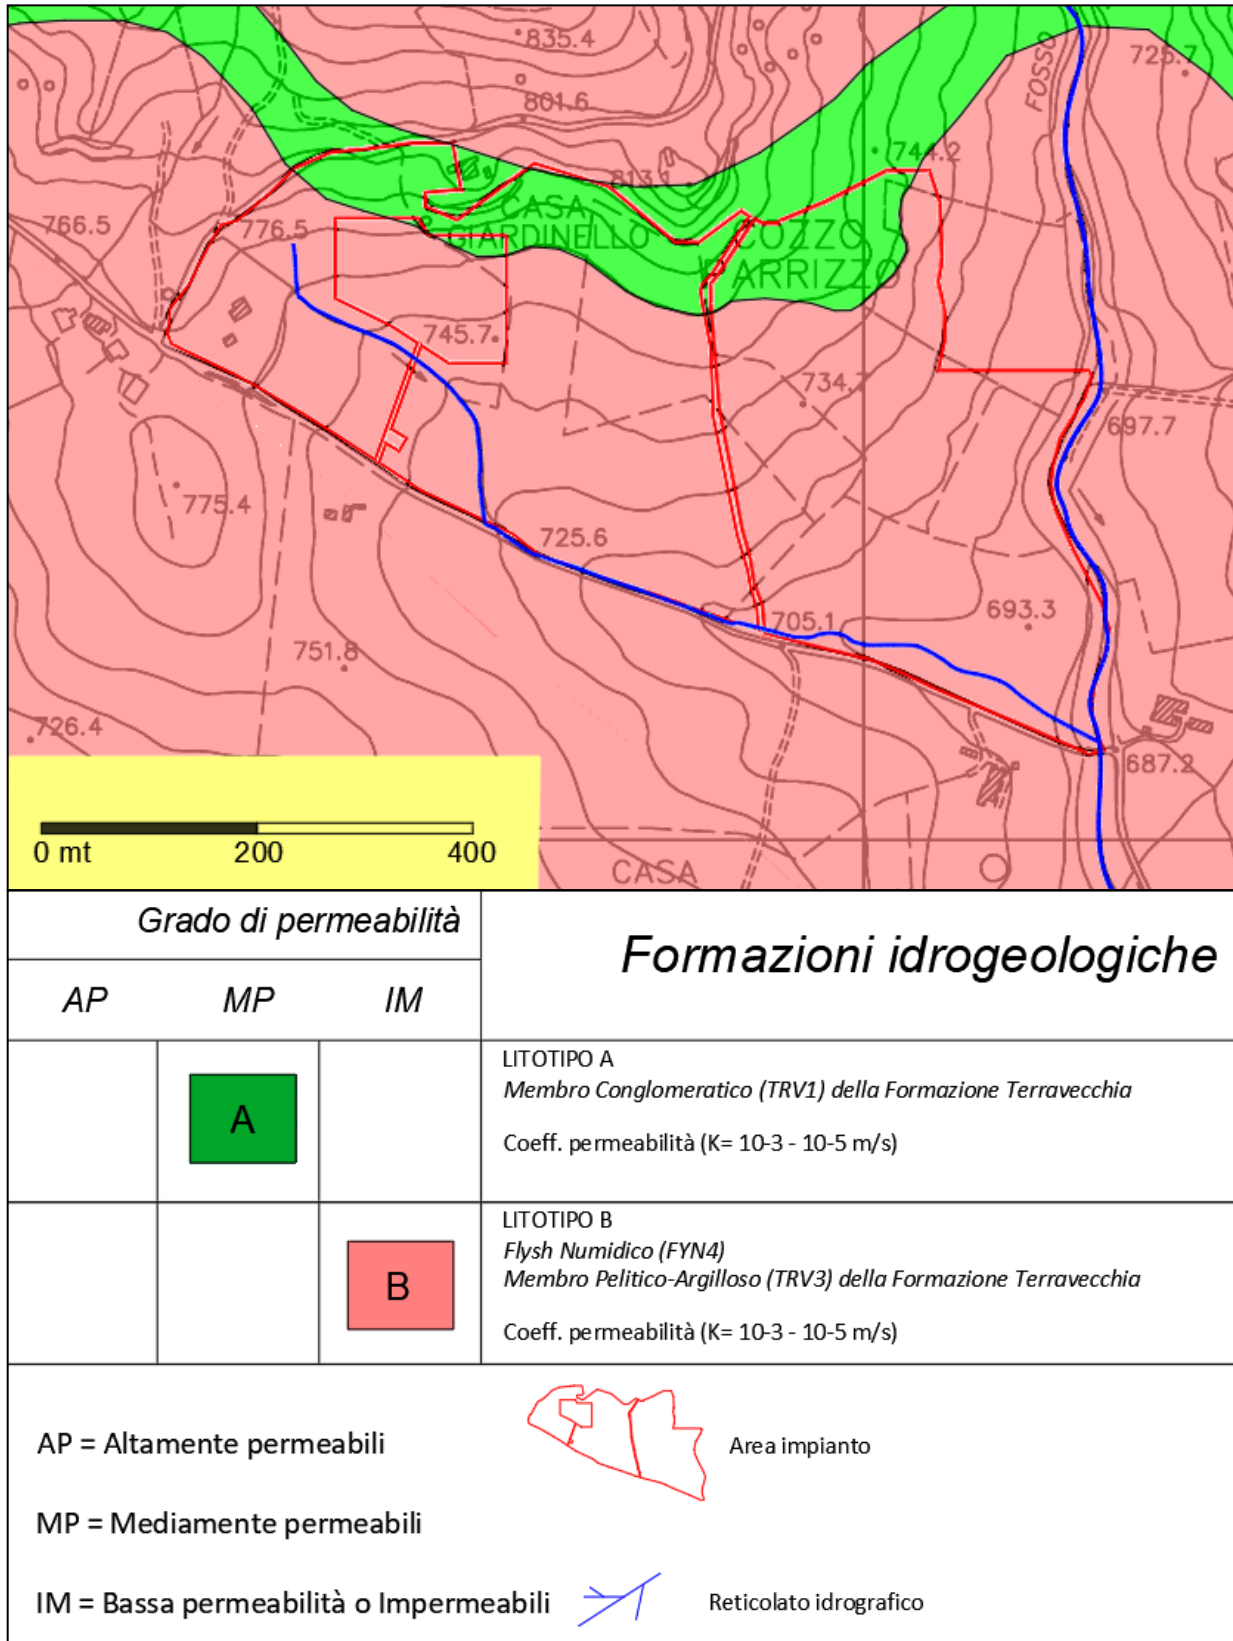 835.4
FOSSO
725.7
801.6
744.2
813.1
766.5
776.5
CASA
GIARDINELLO
COZZO
PARRIZZO
745.7
734.7
697.7
775.4
725.6
693.3
705.1
751.8
726.4
687.2
0 mt 200 400
CASA
Grado di permeabilità
Formazioni idrogeologiche
AP MP IM
A
LITOTIPO A
Membro Conglomeratico (TRV1) della Formazione Terravecchia
Coeff. permeabilità (K= 10-3 - 10-5 m/s)
B
LITOTIPO B
Flysh Numidico (FYN4)
Membro Pelitico-Argilloso (TRV3) della Formazione Terravecchia
Coeff. permeabilità (K= 10-3 - 10-5 m/s)
AP = Altamente permeabili
Area impianto
MP = Mediamente permeabili
IM = Bassa permeabilità o Impermeabili
Reticolato idrografico